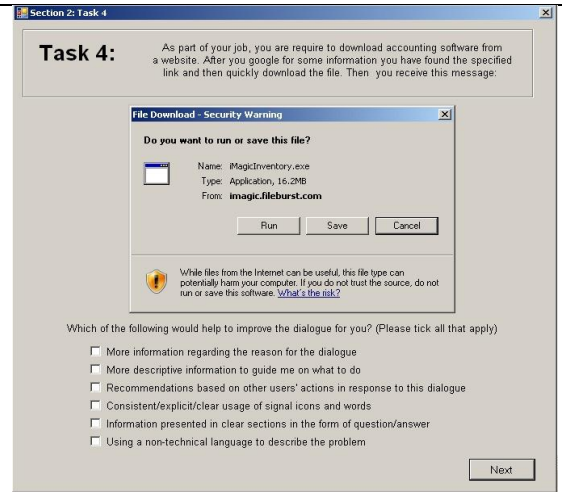 Section 2: Task 4
Task 4:
As part of your job, you are require to download accounting software from
a website. After you google for some information you have found the specified
link and then quickly download the file. Then you receive this message:
File Download - Security Warning
Do you want to run or save this file?
Name: iMagicInventory.exe
Type: Application, 16.2MB
From: imagic.fileburst.com
Run Save Cancel
While files from the Internet can be useful, this file type can
potentially harm your computer. If you do not trust the source, do not
run or save this software. What's the risk?
Which of the following would help to improve the dialogue for you? (Please tick all that apply)
More information regarding the reason for the dialogue
More descriptive information to guide me on what to do
Recommendations based on other users' actions in response to this dialogue
Consistent/explicit/clear usage of signal icons and words
Information presented in clear sections in the form of question/answer
Using a non-technical language to describe the problem
Next